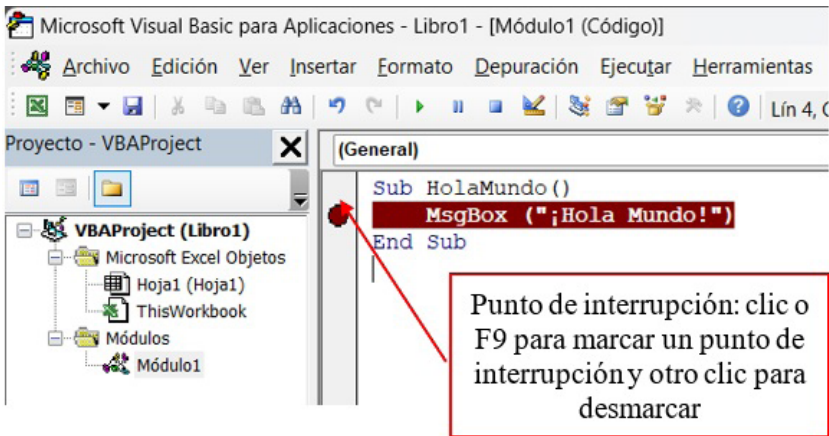 Microsoft Visual Basic para Aplicaciones - Libro1 - [Módulo1 (Código)]
Archivo Edición Ver Insertar Formato Depuración Ejecutar Herramientas
Lín 4,
Proyecto - VBAProject
(General)
VBAProject (Libro1)
Microsoft Excel Objetos
Hoja1 (Hoja1)
ThisWorkbook
Módulos
Módulo1
Sub HolaMundo()
MsgBox ("¡Hola Mundo!")
End Sub
Punto de interrupción: clic o
F9 para marcar un punto de
interrupción y otro clic para
desmarcar